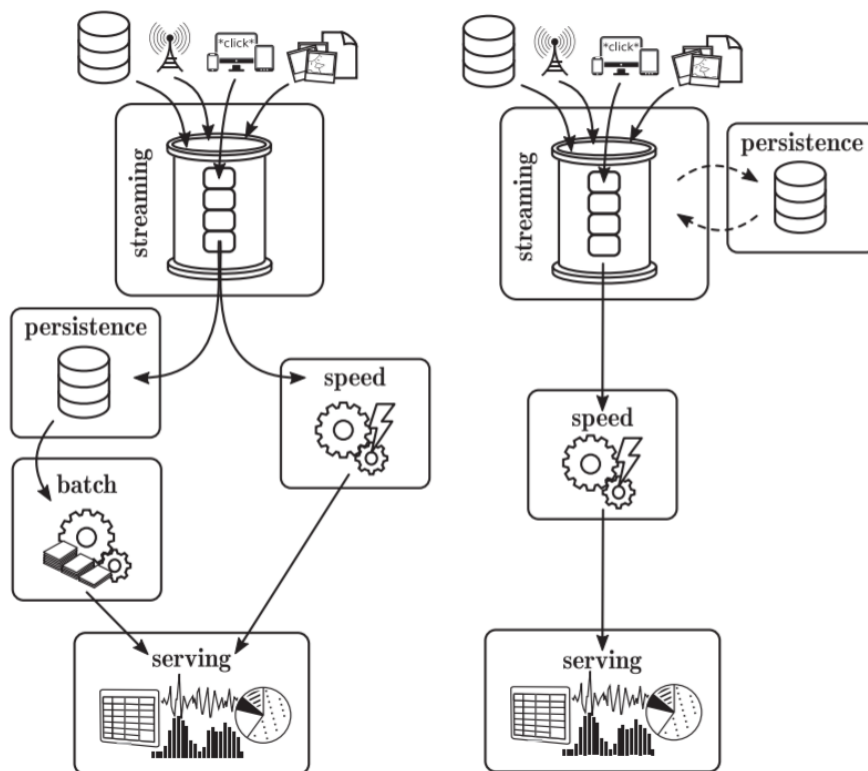 *click*
*click*
streaming
streaming
persistence
persistence
speed
speed
batch
serving
serving